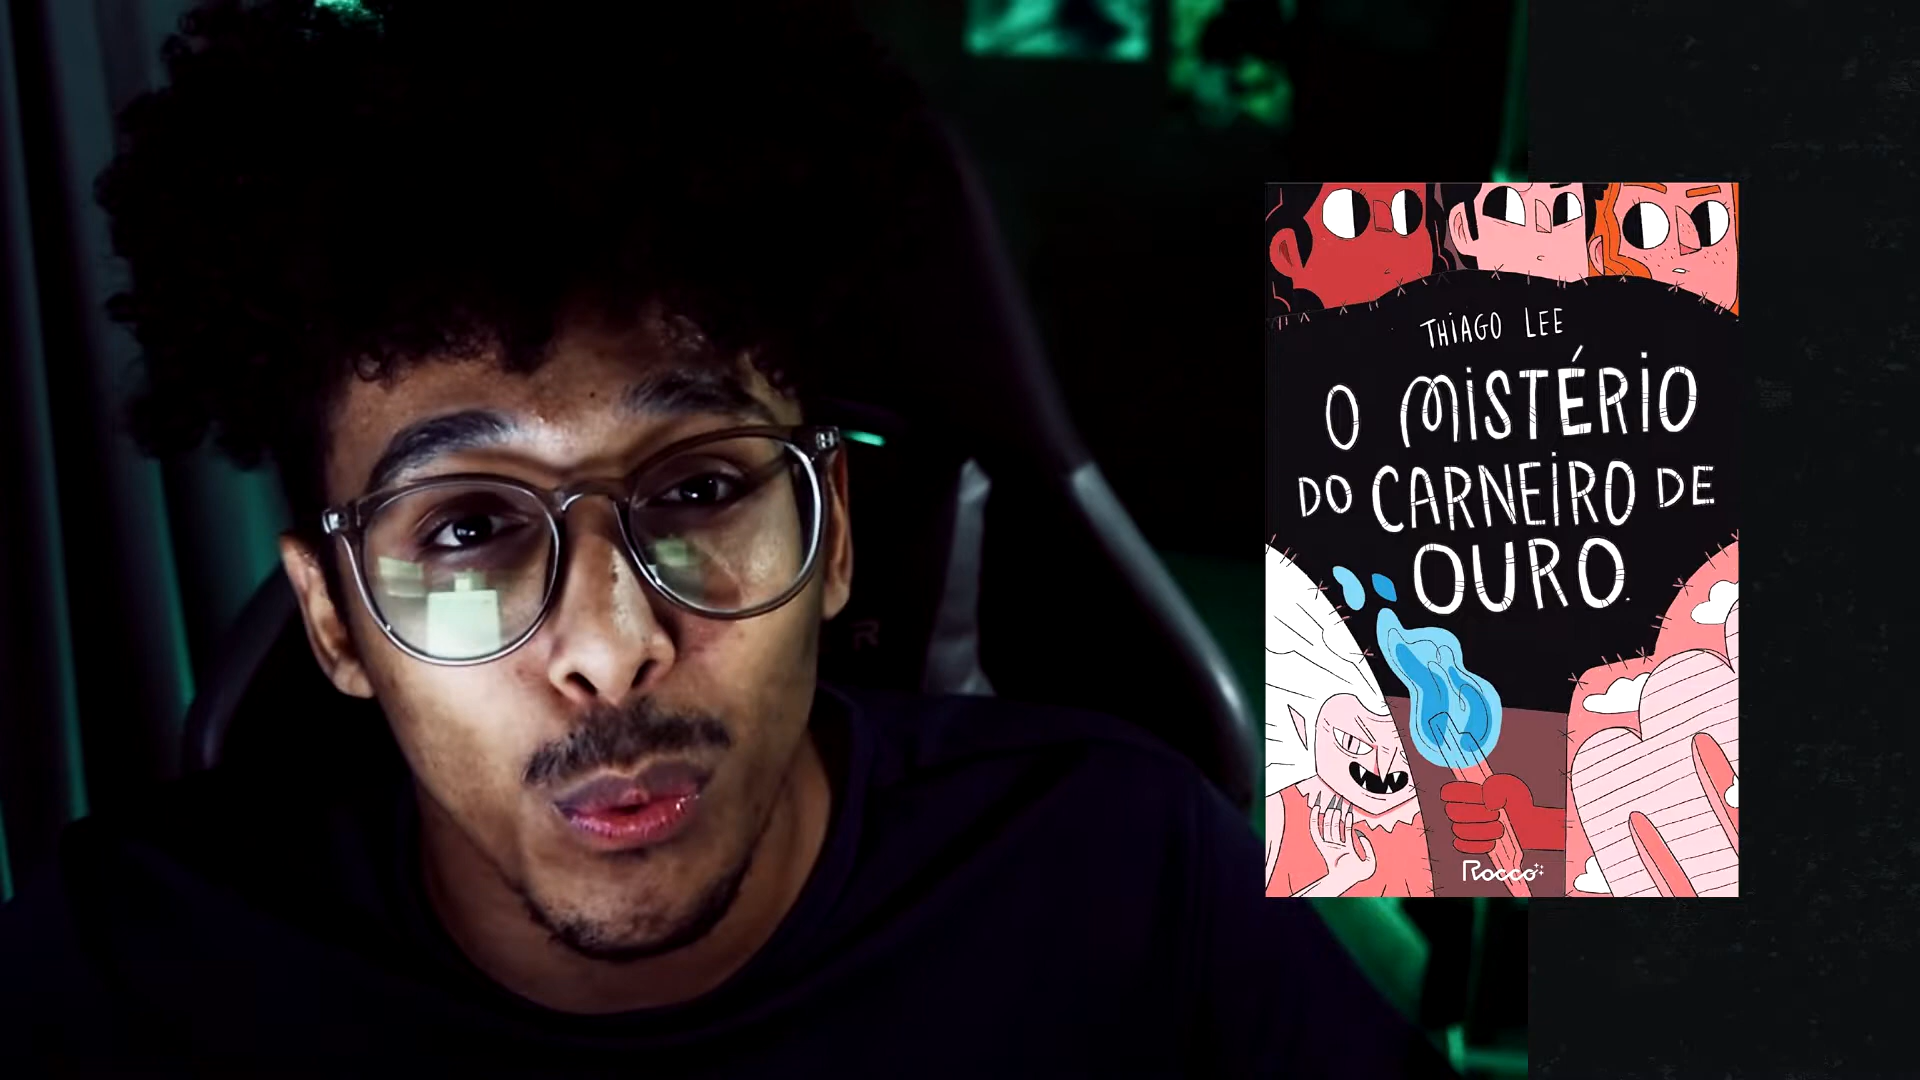 THIAGO LEE
O MISTÉRIO
DO CARNEIRO DE
OURO
Rocco